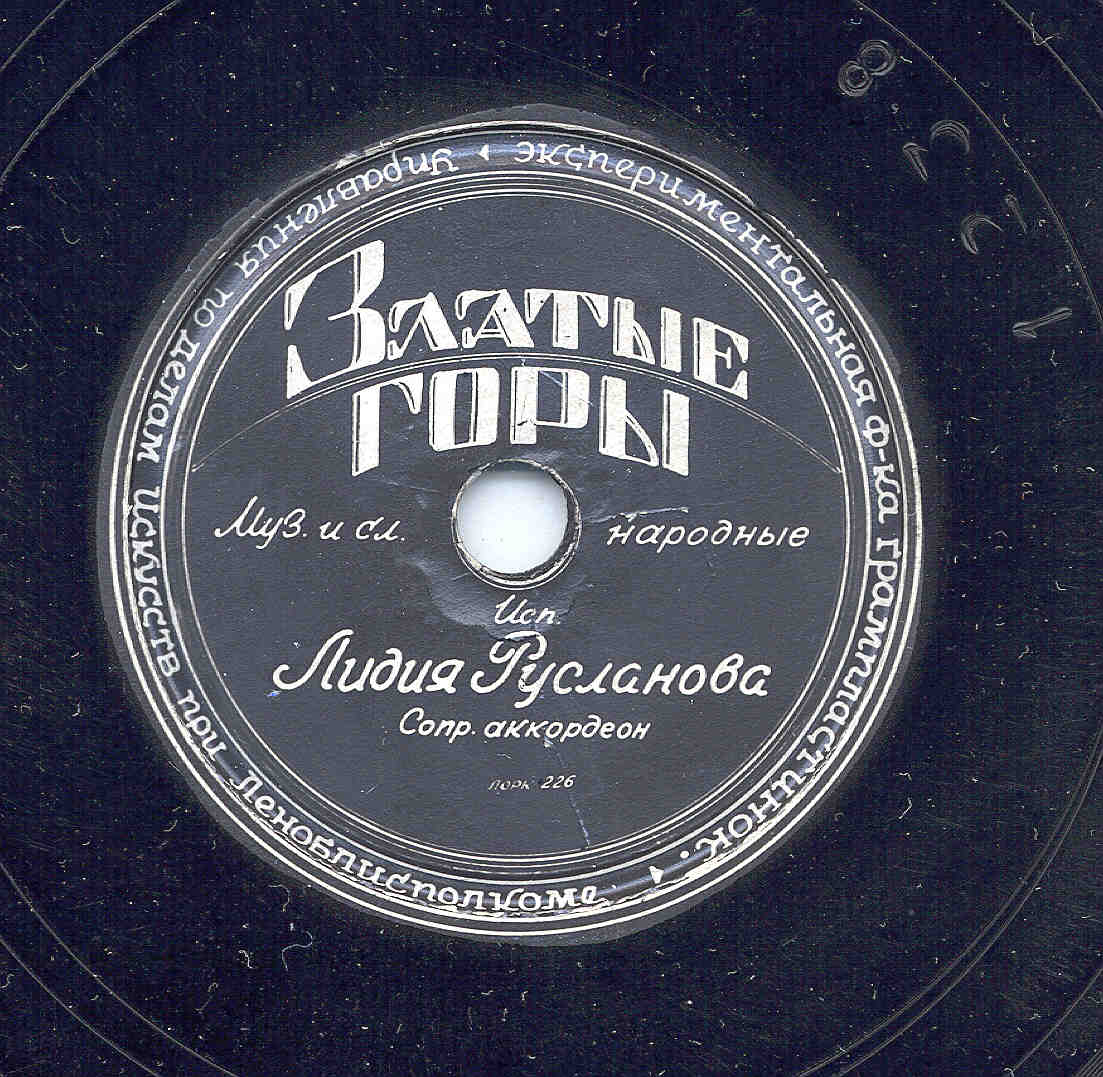 экспериментальная ф-ка грампластинок.
Управления по делам Искусств при Леноблисполкома
Златые
горы
Муз. и сл. народные
Исп.
Лидия Русланова
Сопр. аккордеон
лорк 226